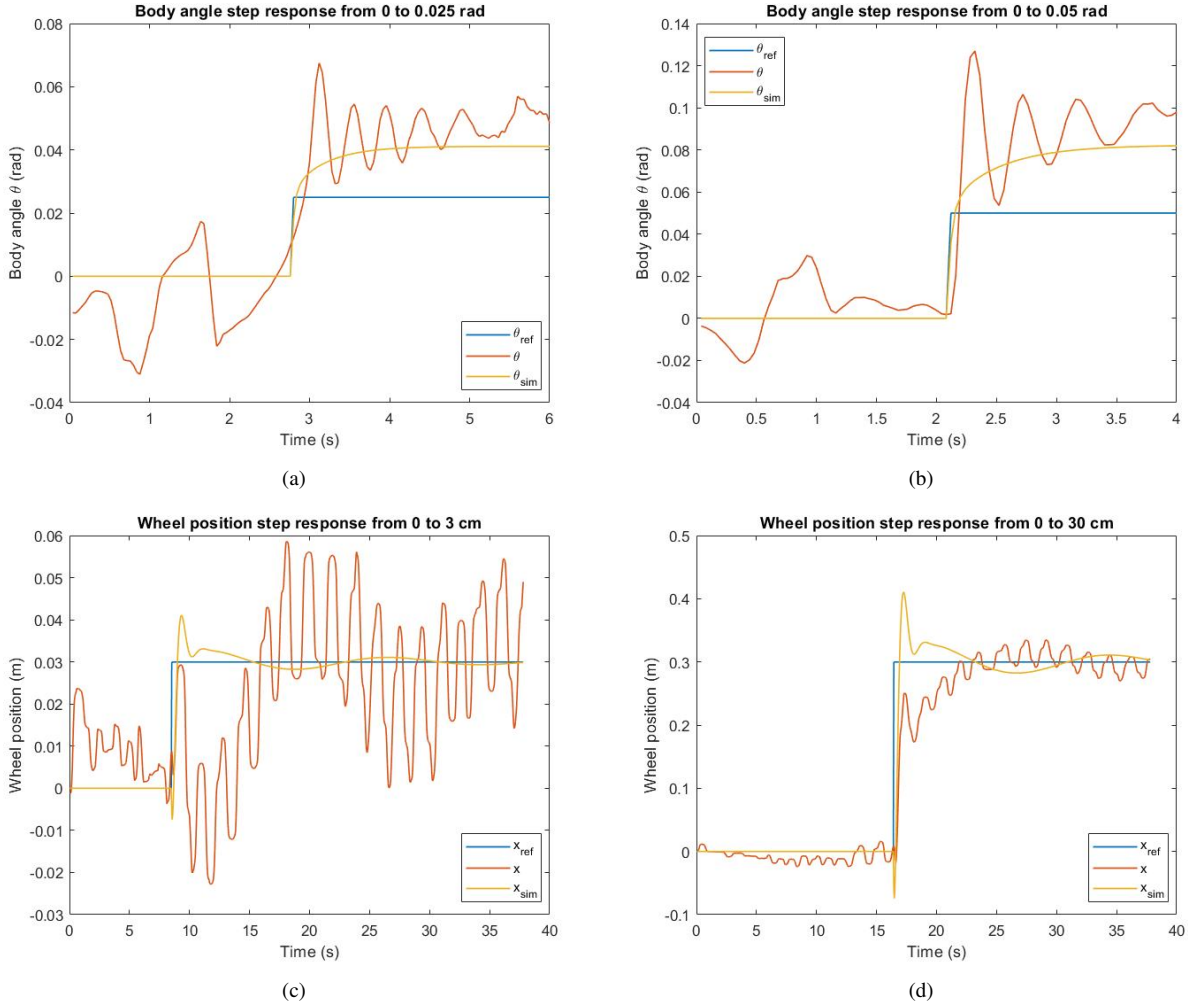 Body angle step response from 0 to 0.025 rad
0.08
0.06
0.04
0.02
0
-0.02
-0.04
Body angle θ (rad)
θref
θ
θsim
0 1 2 3 4 5 6
Time (s)
(a)
Body angle step response from 0 to 0.05 rad
0.14
0.12
0.1
0.08
0.06
0.04
0.02
0
-0.02
-0.04
Body angle θ (rad)
θref
θ
θsim
0 0.5 1 1.5 2 2.5 3 3.5 4
Time (s)
(b)
Wheel position step response from 0 to 3 cm
0.06
0.05
0.04
0.03
0.02
0.01
0
-0.01
-0.02
-0.03
Wheel position (m)
xref
x
xsim
0 5 10 15 20 25 30 35 40
Time (s)
(c)
Wheel position step response from 0 to 30 cm
0.5
0.4
0.3
0.2
0.1
0
-0.1
Wheel position (m)
xref
x
xsim
0 5 10 15 20 25 30 35 40
Time (s)
(d)